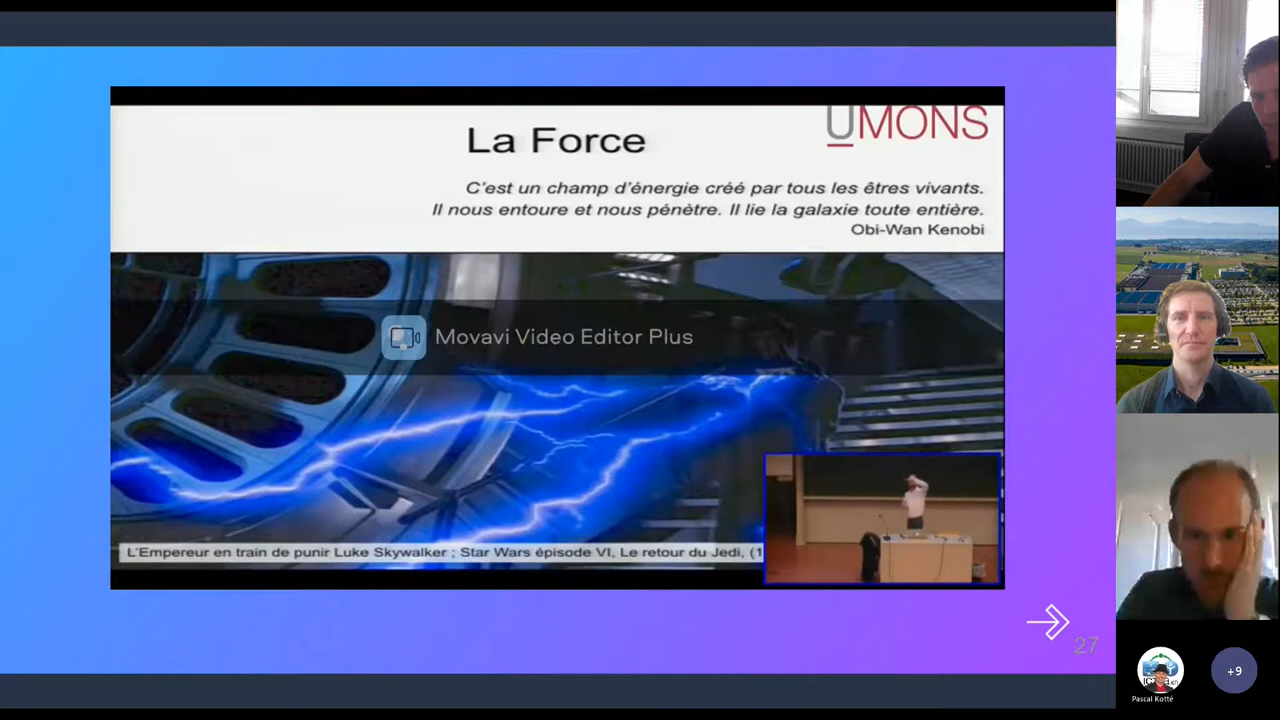 UMONS
La Force
C'est un champ d'énergie créé par tous les êtres vivants.
Il nous entoure et nous pénètre. Il lie la galaxie toute entière.
Obi-Wan Kenobi
Movavi Video Editor Plus
L'Empereur en train de punir Luke Skywalker ; Star Wars épisode VI, Le retour du Jedi, (1
27
Pascal Kotté
+9